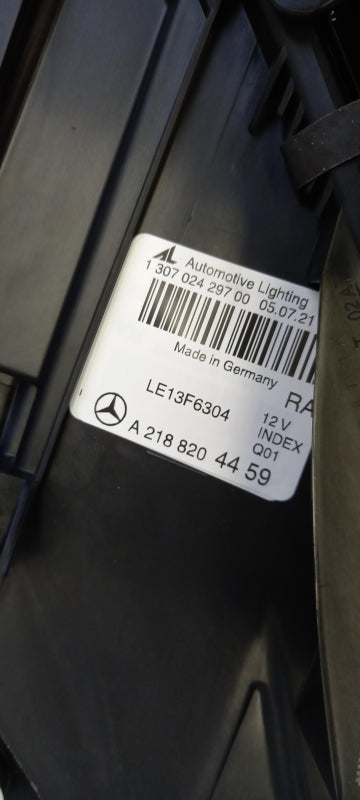 AL Automotive Lighting
1 307 024 297 00 05.07.21
Made in Germany
RA
LE13F6304
12 V
INDEX
Q01
A 218 820 44 59